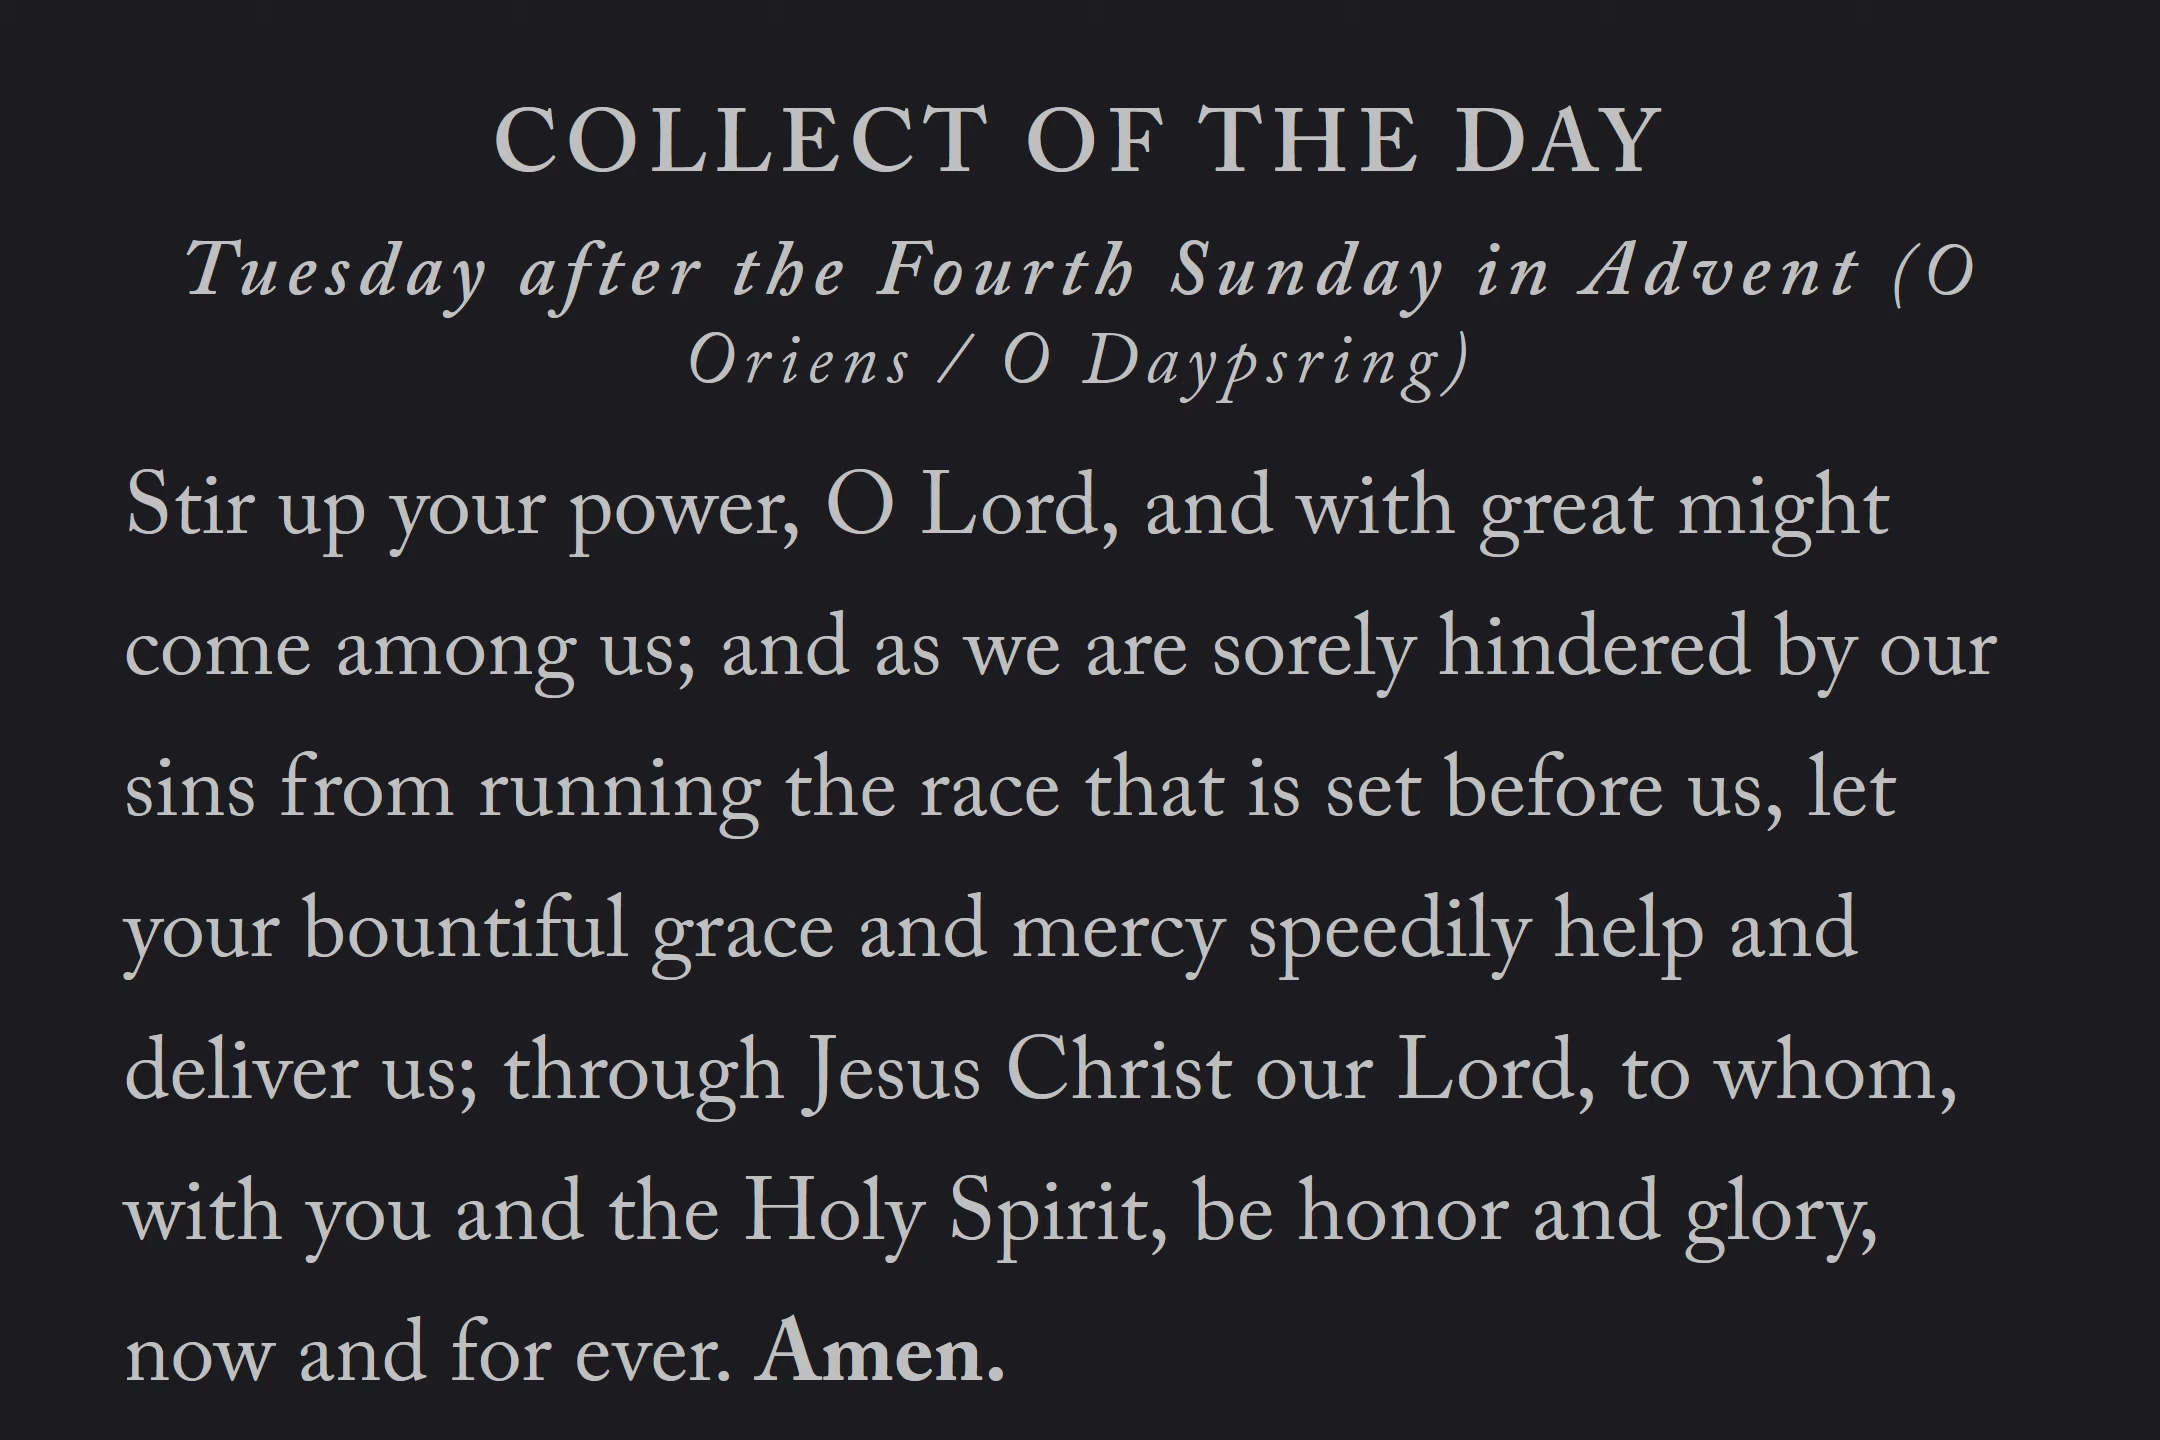 COLLECT OF THE DAY
Tuesday after the Fourth Sunday in Advent (O
Oriens / O Daypsring)
Stir up your power, O Lord, and with great might
come among us; and as we are sorely hindered by our
sins from running the race that is set before us, let
your bountiful grace and mercy speedily help and
deliver us; through Jesus Christ our Lord, to whom,
with you and the Holy Spirit, be honor and glory,
now and for ever. Amen.